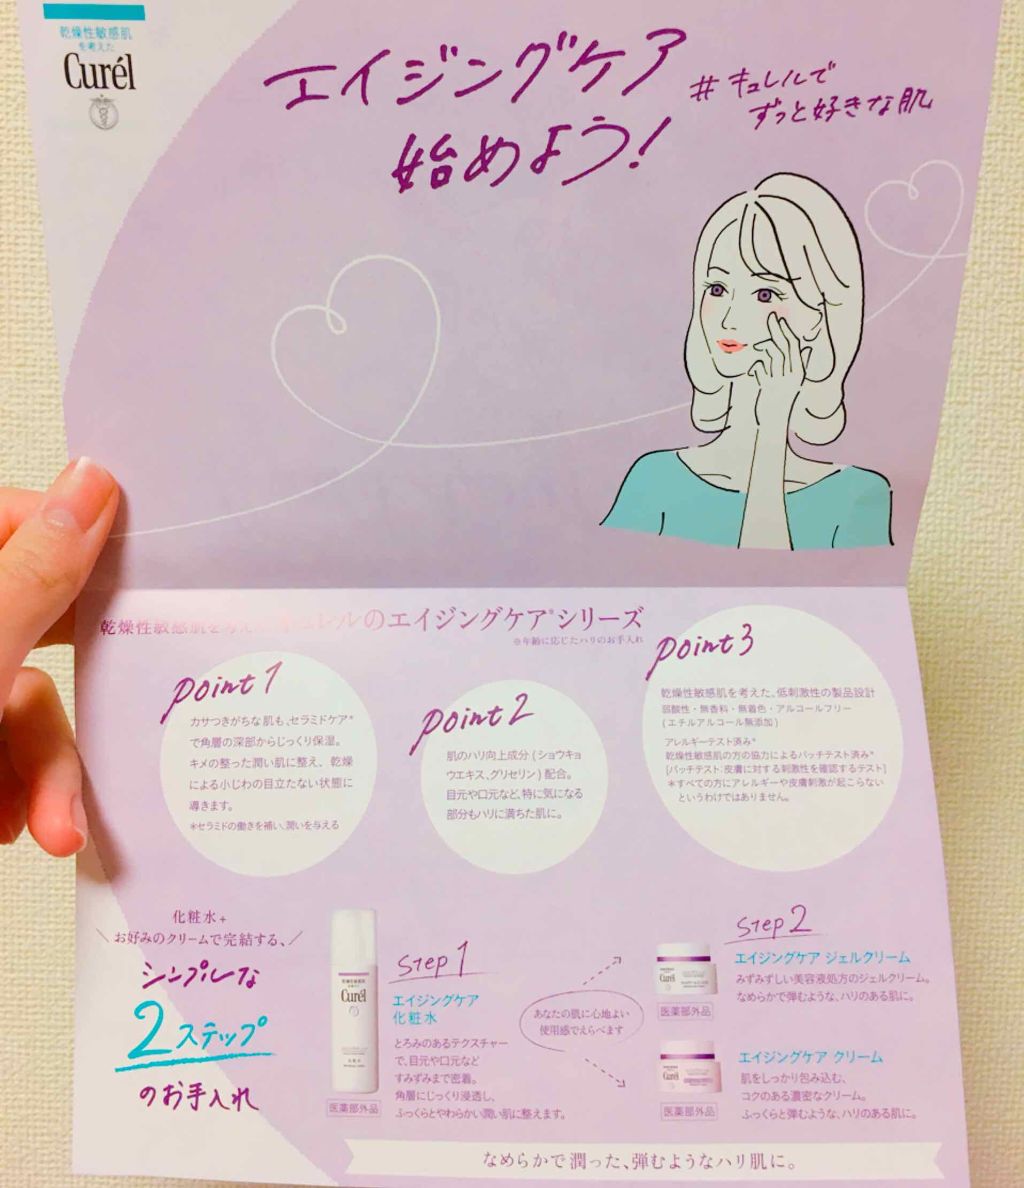 乾燥性敏感肌
を考えた
Curél
エイジングケア
始めよう!
#キュレルで
ずっと好きな肌
乾燥性敏感肌を考えた キュレルのエイジングケア※シリーズ
※年齢に応じたハリのお手入れ
Point 1
カサつきがちな肌も、セラミドケア*
で角層の深部からじっくり保湿。
キメの整った潤い肌に整え、乾燥
による小じわの目立たない状態に
導きます。
*セラミドの働きを補い、潤いを与える
Point 2
肌のハリ向上成分(ショウキョ
ウエキス、グリセリン)配合。
目元や口元など、特に気になる
部分もハリに満ちた肌に。
Point 3
乾燥性敏感肌を考えた、低刺激性の製品設計
弱酸性・無香料・無着色・アルコールフリー
(エチルアルコール無添加)
アレルギーテスト済み*
乾燥性敏感肌の方の協力によるパッチテスト済み*
[パッチテスト:皮膚に対する刺激性を確認するテスト]
*すべての方にアレルギーや皮膚刺激が起こらない
というわけではありません。
化粧水+
お好みのクリームで完結する、
シンプルな
2ステップ
のお手入れ
乾燥性敏感肌
を考えた
Curél
化粧水
医薬部外品
Step 1
エイジングケア
化粧水
とろみのあるテクスチャー
で、目元や口元など
すみずみまで密着。
角層にじっくり浸透し、
ふっくらとやわらかい潤い肌に整えます。
あなたの肌に心地よい
使用感でえらべます
Step 2
Curél
医薬部外品
エイジングケア ジェルクリーム
みずみずしい美容液処方のジェルクリーム。
なめらかで弾むような、ハリのある肌に。
Curél
医薬部外品
エイジングケア クリーム
肌をしっかり包み込む、
コクのある濃密なクリーム。
ふっくらと弾むような、ハリのある肌に。
なめらかで潤った、弾むようなハリ肌に。